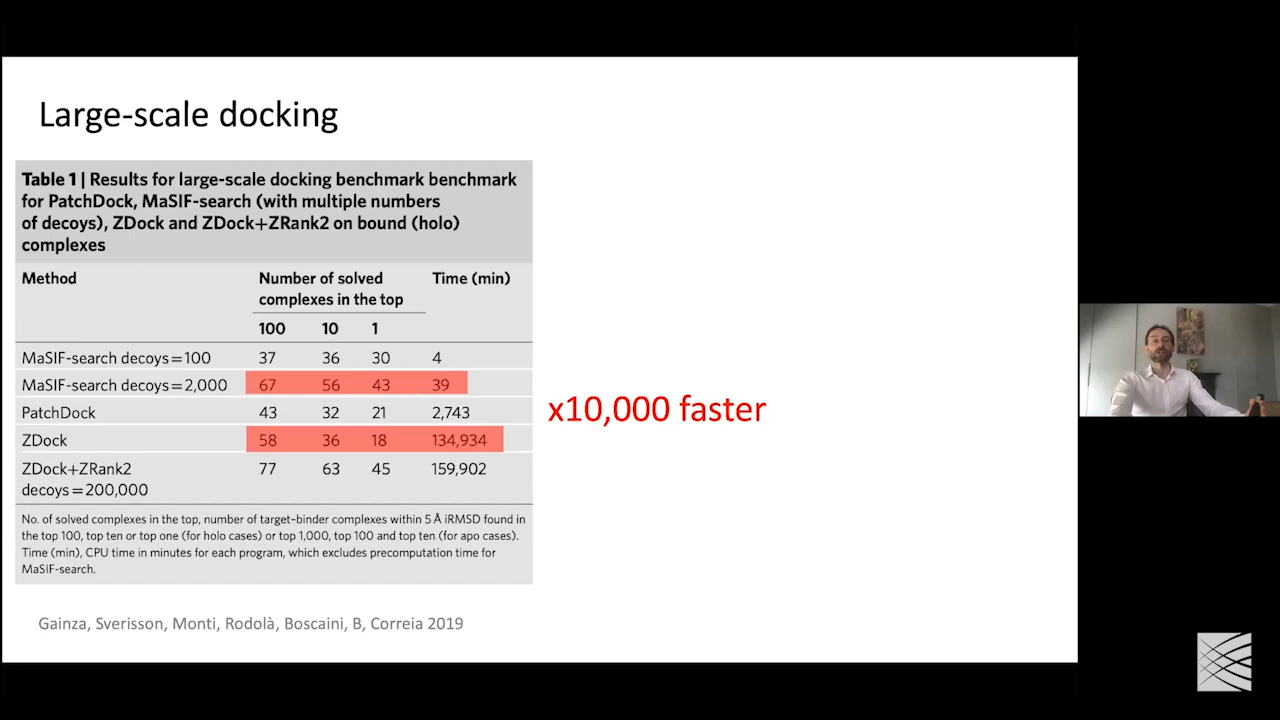 Large-scale docking
Table 1 | Results for large-scale docking benchmark benchmark
for PatchDock, MaSIF-search (with multiple numbers
of decoys), ZDock and ZDock+ZRank2 on bound (holo)
complexes
Method Number of solved complexes in the top Time (min)
100 10 1
MaSIF-search decoys=100 37 36 30 4
MaSIF-search decoys=2,000 67 56 43 39
PatchDock 43 32 21 2,743
ZDock 58 36 18 134,934
ZDock+ZRank2 decoys=200,000 77 63 45 159,902
No. of solved complexes in the top, number of target–binder complexes within 5 Å iRMSD found in
the top 100, top ten or top one (for holo cases) or top 1,000, top 100 and top ten (for apo cases).
Time (min), CPU time in minutes for each program, which excludes precomputation time for
MaSIF-search.
x10,000 faster
Gainza, Sverisson, Monti, Rodolà, Boscaini, B, Correia 2019